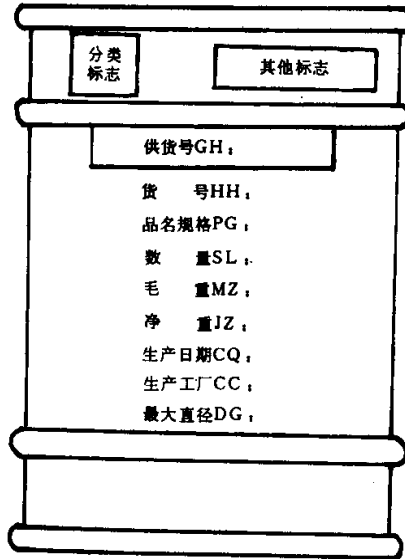 分类
标志
其他标志
供货号GH:
货 号HH:
品名规格PG:
数 量SL:
毛 重MZ:
净 重JZ:
生产日期CQ:
生产工厂CC:
最大直径DG: